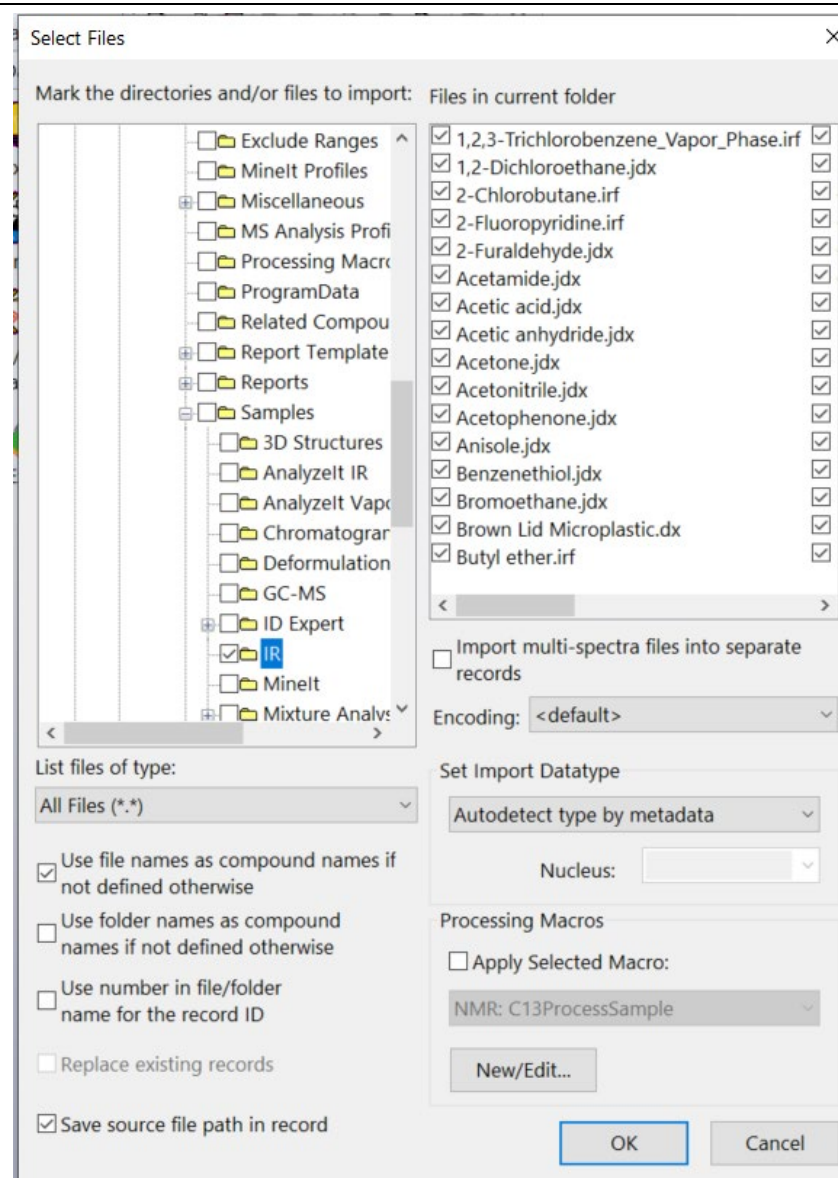 Select Files
Mark the directories and/or files to import:
Exclude Ranges
MineIt Profiles
Miscellaneous
MS Analysis Profi
Processing Macro
ProgramData
Related Compou
Report Template
Reports
Samples
3D Structures
AnalyzeIt IR
AnalyzeIt Vapo
Chromatogran
Deformulation
GC-MS
ID Expert
IR
MineIt
Mixture Analys
Files in current folder
1,2,3-Trichlorobenzene_Vapor_Phase.irf
1,2-Dichloroethane.jdx
2-Chlorobutane.irf
2-Fluoropyridine.irf
2-Furaldehyde.jdx
Acetamide.jdx
Acetic acid.jdx
Acetic anhydride.jdx
Acetone.jdx
Acetonitrile.jdx
Acetophenone.jdx
Anisole.jdx
Benzenethiol.jdx
Bromoethane.jdx
Brown Lid Microplastic.dx
Butyl ether.irf
Import multi-spectra files into separate
records
Encoding: <default>
List files of type:
All Files (*.*)
Use file names as compound names if
not defined otherwise
Use folder names as compound
names if not defined otherwise
Use number in file/folder
name for the record ID
Replace existing records
Save source file path in record
Set Import Datatype
Autodetect type by metadata
Nucleus:
Processing Macros
Apply Selected Macro:
NMR: C13ProcessSample
New/Edit...
OK
Cancel